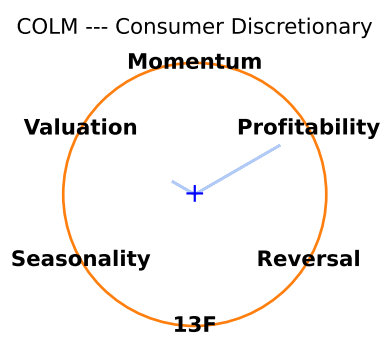 COLM --- Consumer Discretionary
Momentum
Valuation
Profitability
Seasonality
Reversal
13F